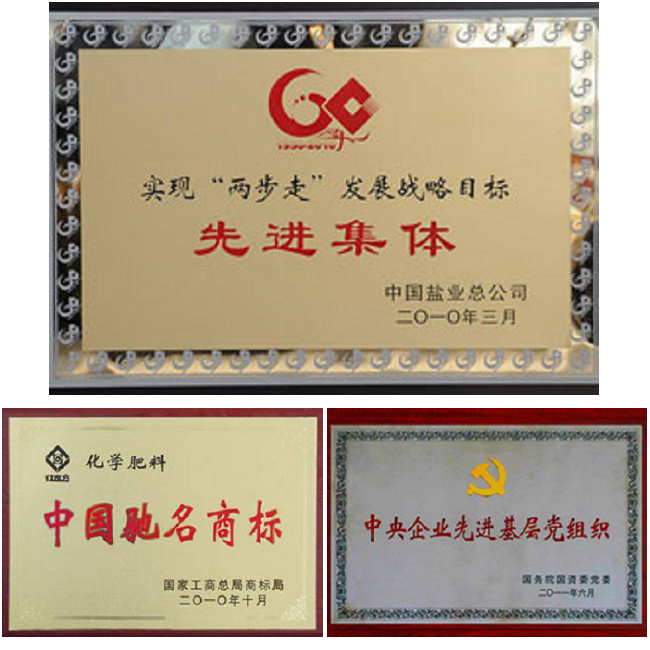 实现“两步走”发展战略目标
先进集体
中国盐业总公司
二〇一〇年三月
化学肥料
中国驰名商标
国家工商总局商标局
二〇一〇年十月
中央企业先进基层党组织
国务院国资委党委
二〇一一年六月